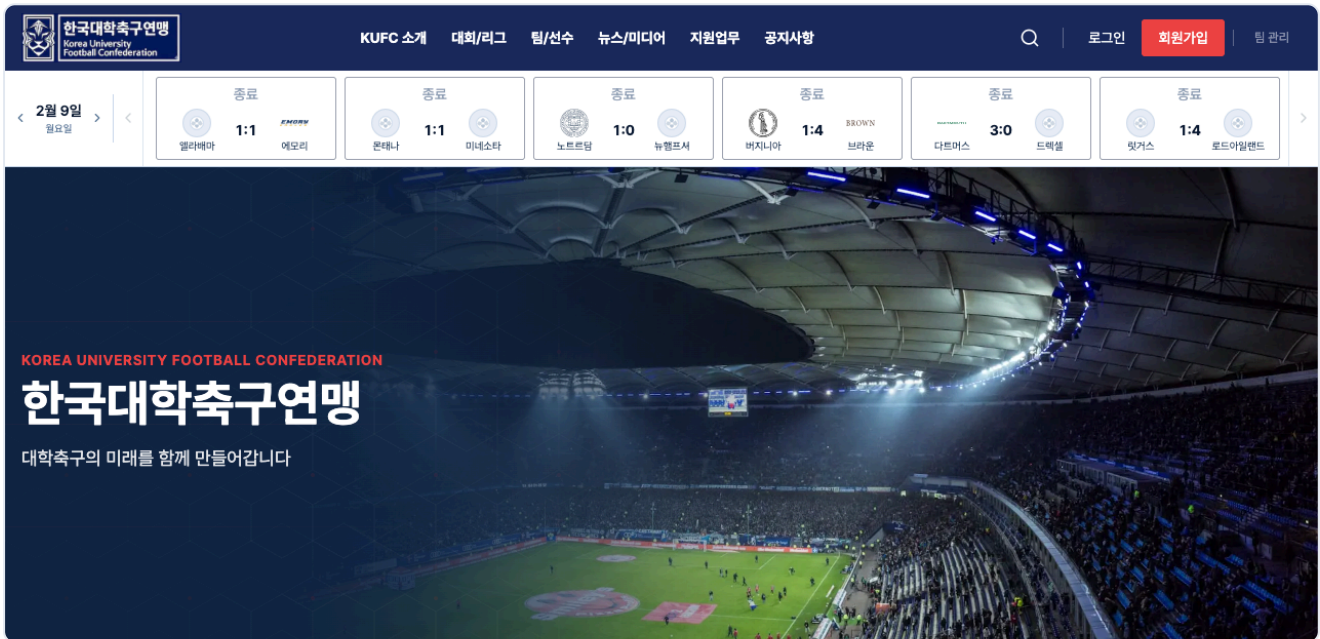 한국대학축구연맹
Korea University
Football Confederation
KUFC 소개
대회/리그
팀/선수
뉴스/미디어
지원업무
공지사항
로그인
회원가입
팀 관리
2월 9일
월요일
종료
1:1
앨라배마
EMORY
에모리
종료
1:1
몬태나
미네소타
종료
1:0
노트르담
뉴햄프셔
종료
1:4
버지니아
BROWN
브라운
종료
3:0
다트머스
드렉셀
종료
1:4
럿거스
로드아일랜드
KOREA UNIVERSITY FOOTBALL CONFEDERATION
한국대학축구연맹
대학축구의 미래를 함께 만들어갑니다